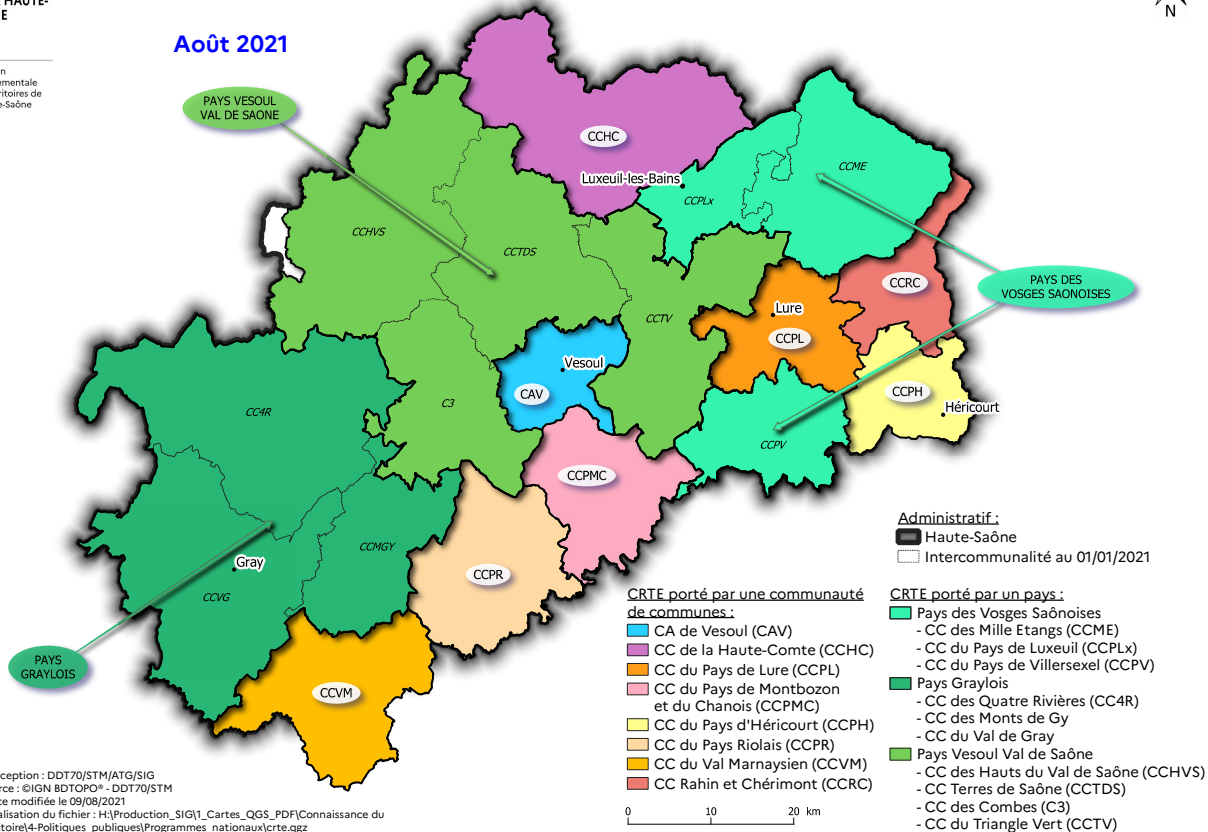 HAUTE-
E
N
Août 2021
n
ementale
ritoires de
e-Saône
PAYS VESOUL
VAL DE SAONE
CCHC
Luxeuil-les-Bains
CCME
CCPLx
CCHVS
CCTDS
CCRC
PAYS DES
VOSGES SAONOISES
Lure
CCTV
CCPL
Vesoul
CAV
CCPH
Héricourt
CC4R
C3
CCPV
CCPMC
CCMGY
CCPR
Gray
CCVG
PAYS
GRAYLOIS
CCVM
Administratif :
Haute-Saône
Intercommunalité au 01/01/2021
CRTE porté par une communauté
de communes :
CA de Vesoul (CAV)
CC de la Haute-Comte (CCHC)
CC du Pays de Lure (CCPL)
CC du Pays de Montbozon
et du Chanois (CCPMC)
CC du Pays d'Héricourt (CCPH)
CC du Pays Riolais (CCPR)
CC du Val Marnaysien (CCVM)
CC Rahin et Chérimont (CCRC)
0 10 20 km
CRTE porté par un pays :
Pays des Vosges Saônoises
- CC des Mille Etangs (CCME)
- CC du Pays de Luxeuil (CCPLx)
- CC du Pays de Villersexel (CCPV)
Pays Graylois
- CC des Quatre Rivières (CC4R)
- CC des Monts de Gy
- CC du Val de Gray
Pays Vesoul Val de Saône
- CC des Hauts du Val de Saône (CCHVS)
- CC Terres de Saône (CCTDS)
- CC des Combes (C3)
- CC du Triangle Vert (CCTV)
ception : DDT70/STM/ATG/SIG
rce : ©IGN BDTOPO® - DDT70/STM
te modifiée le 09/08/2021
alisation du fichier : H:\Production_SIG\1_Cartes_QGS_PDF\Connaissance du
toire\4-Politiques_publiques\Programmes_nationaux\crte.qgz